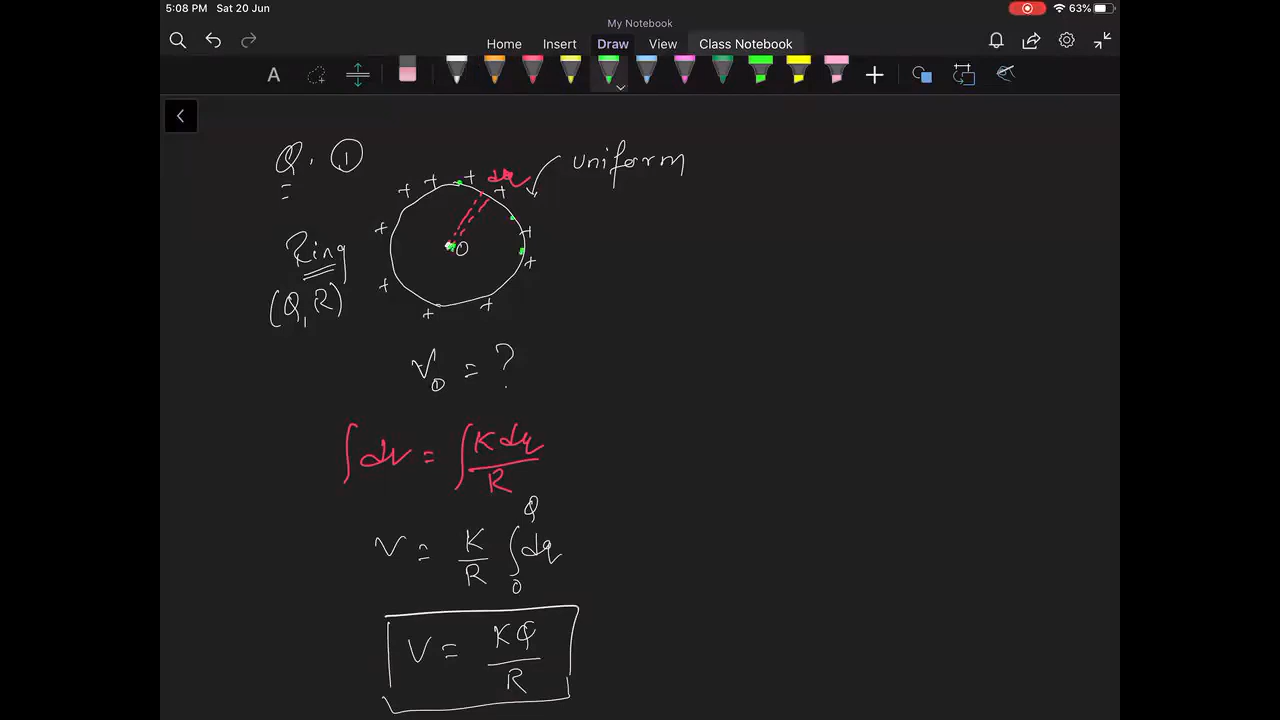 5:08 PM Sat 20 Jun
63%
My Notebook
Home Insert Draw View Class Notebook
A
Q. ①
uniform
dq
+ + + + + + + + + + +
O
Ring
(Q, R)
V₀ = ?
∫dv = ∫ K dq / R
V = K/R ∫₀^Q dq
V = KQ / R